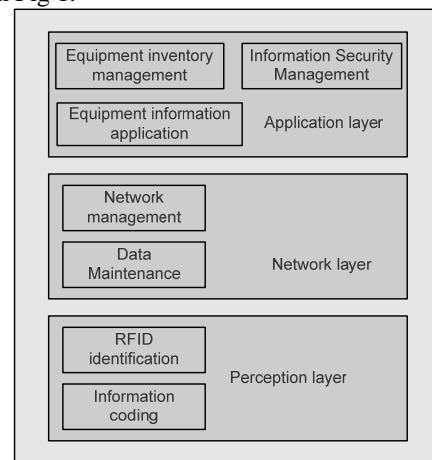 Equipment inventory
management
Information Security
Management
Equipment information
application
Application layer
Network
management
Data
Maintenance
Network layer
RFID
identification
Information
coding
Perception layer